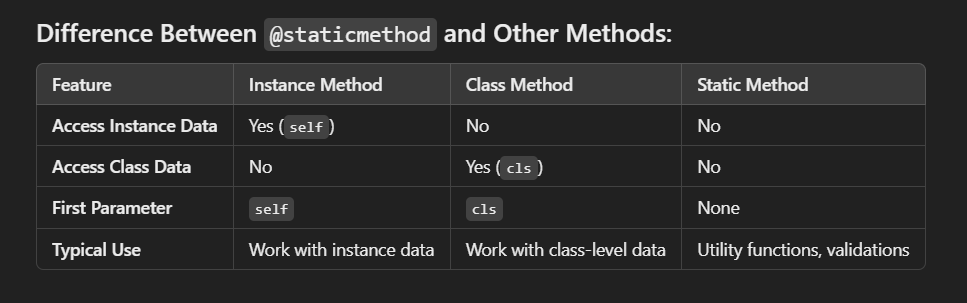 Difference Between @staticmethod and Other Methods:
Feature Instance Method Class Method Static Method
Access Instance Data Yes (self) No No
Access Class Data No Yes (cls) No
First Parameter self cls None
Typical Use Work with instance data Work with class-level data Utility functions, validations